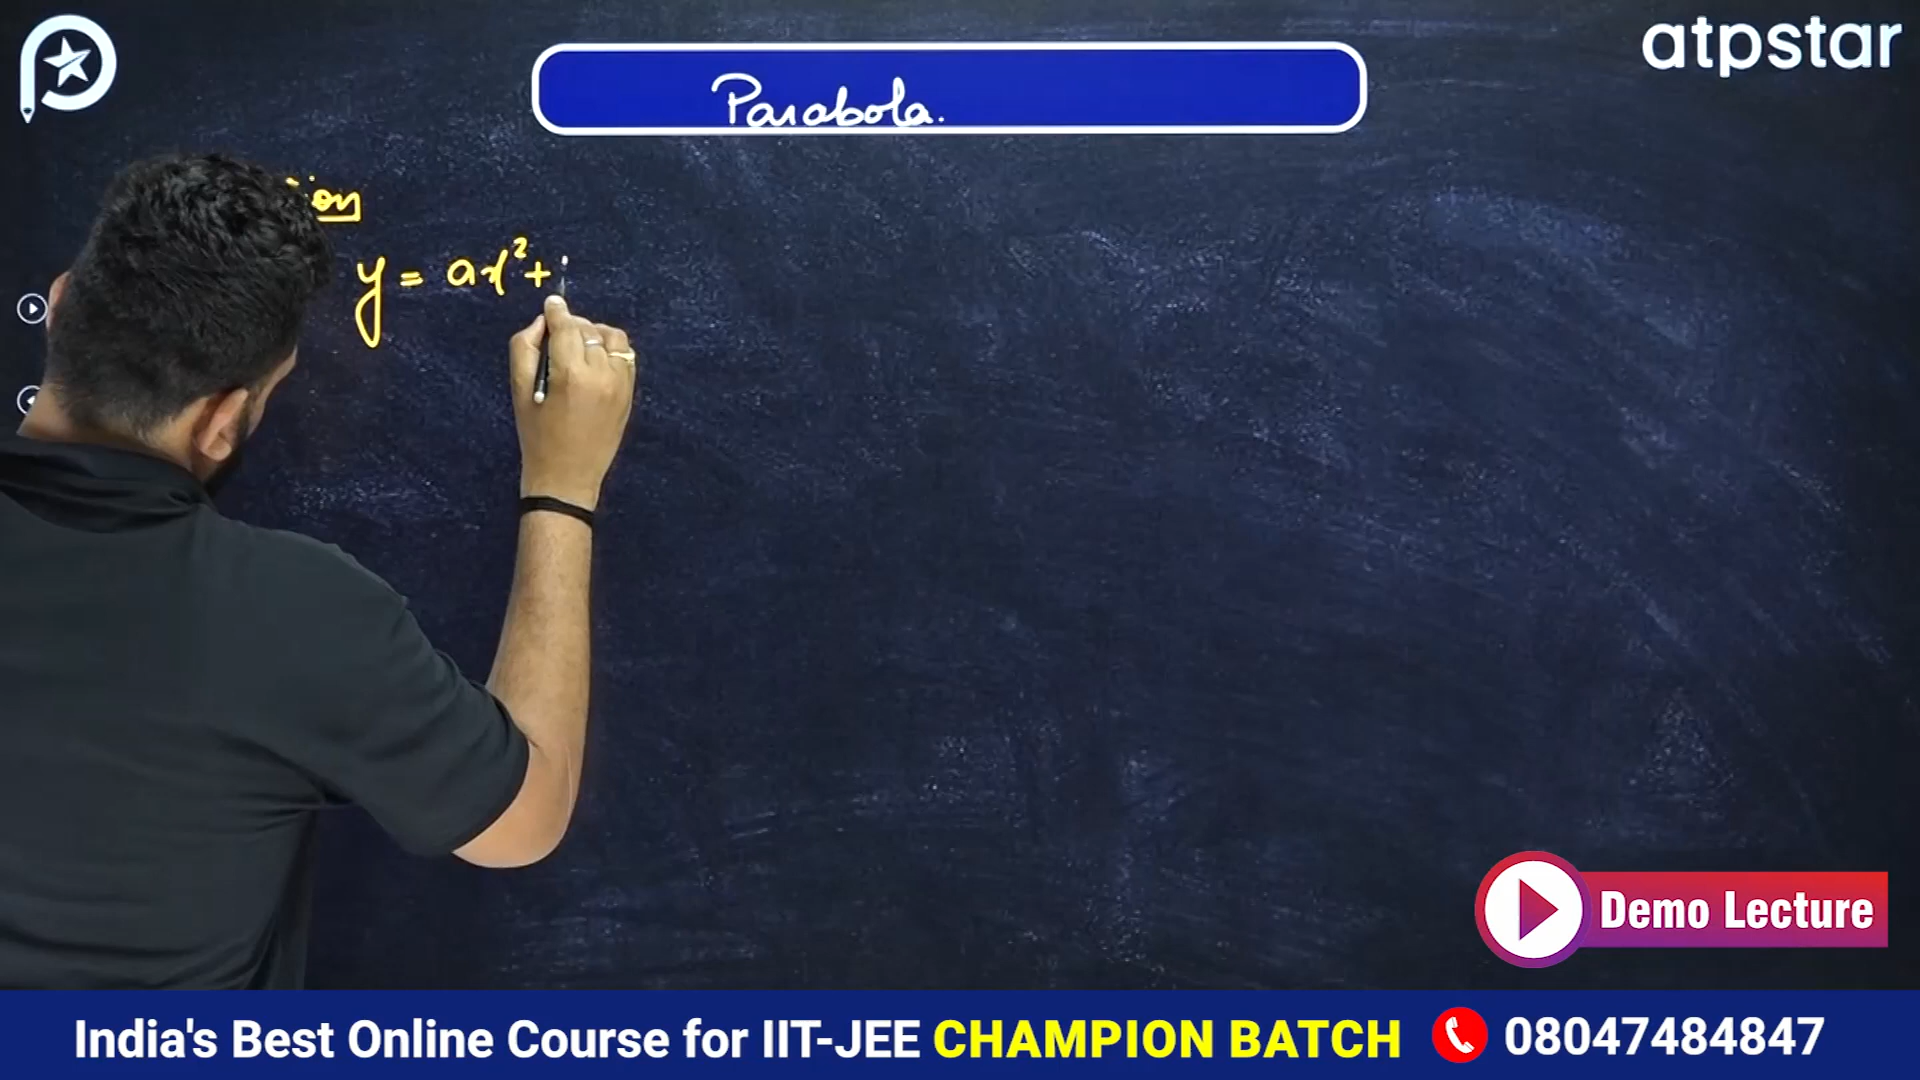 atpstar
Parabola.
y = ax²+
Demo Lecture
India's Best Online Course for IIT-JEE CHAMPION BATCH 08047484847